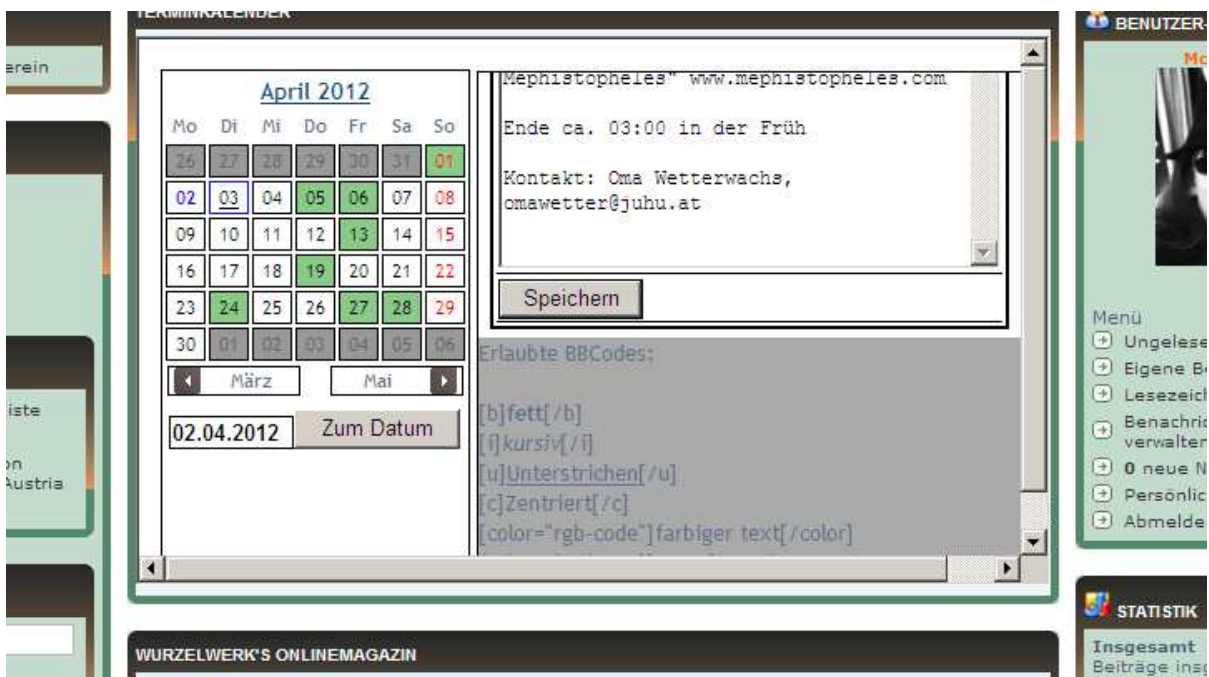 TERMINKALENDER
erein
April 2012
Mo Di Mi Do Fr Sa So
26 27 28 29 30 31 01
02 03 04 05 06 07 08
09 10 11 12 13 14 15
16 17 18 19 20 21 22
23 24 25 26 27 28 29
30 01 02 03 04 05 06
März Mai
02.04.2012 Zum Datum
Mephistopheles" www.mephistopheles.com
Ende ca. 03:00 in der Früh
Kontakt: Oma Wetterwachs,
omawetter@juhu.at
Speichern
Erlaubte BBCodes:
[b]fett[/b]
[i]kursiv[/i]
[u]Unterstrichen[/u]
[c]Zentriert[/c]
[color="rgb-code"]farbiger text[/color]
iste
on
Austria
WURZELWERK'S ONLINEMAGAZIN
BENUTZER-
Mo
Menü
Ungelese
Eigene Be
Lesezeich
Benachric
verwalten
0 neue N
Persönlic
Abmelde
STATISTIK
Insgesamt
Beiträge insg